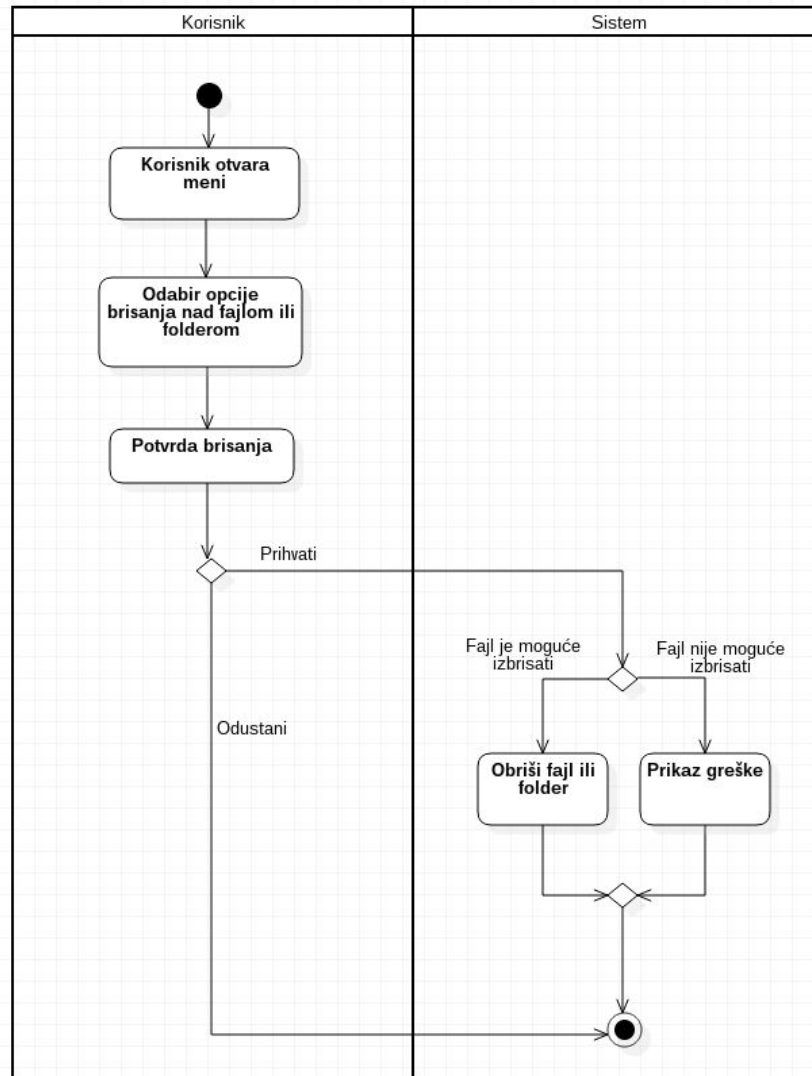 Korisnik
Sistem
Korisnik otvara
meni
Odabir opcije
brisanja nad fajlom ili
folderom
Potvrda brisanja
Prihvati
Fajl je moguće
izbrisati
Fajl nije moguće
izbrisati
Odustani
Obriši fajl ili
folder
Prikaz greške